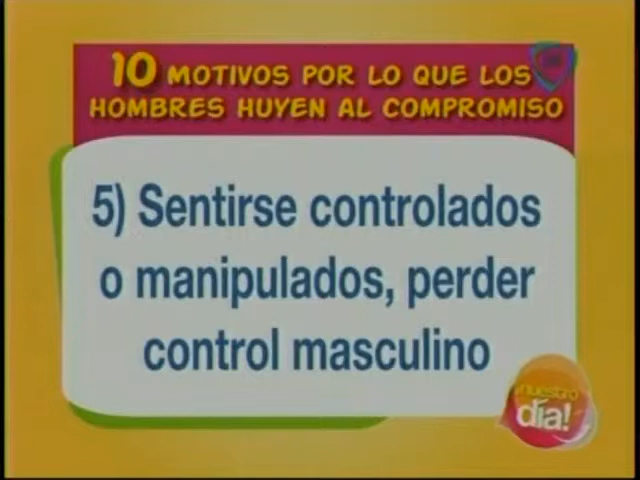 10 MOTIVOS POR LO QUE LOS
HOMBRES HUYEN AL COMPROMISO
5) Sentirse controlados
o manipulados, perder
control masculino
nuestro
día!